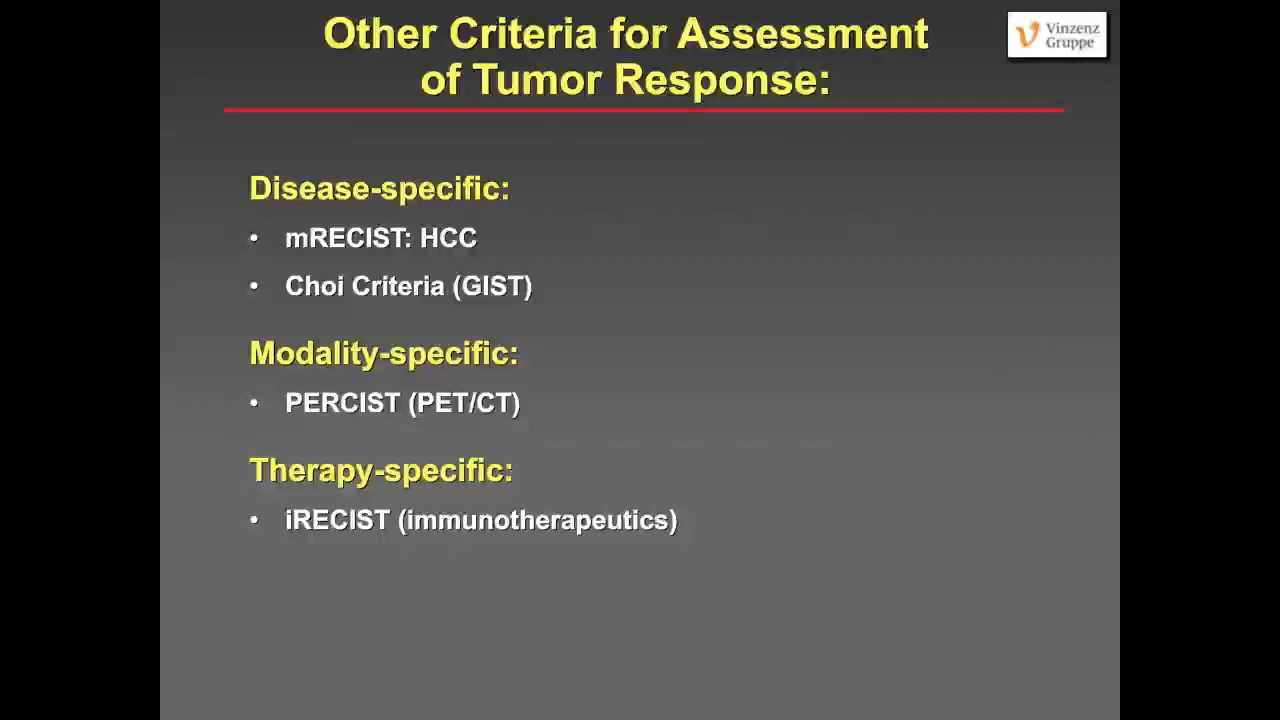 Other Criteria for Assessment
of Tumor Response:
Vinzenz
Gruppe
Disease-specific:
• mRECIST: HCC
• Choi Criteria (GIST)
Modality-specific:
• PERCIST (PET/CT)
Therapy-specific:
• iRECIST (immunotherapeutics)